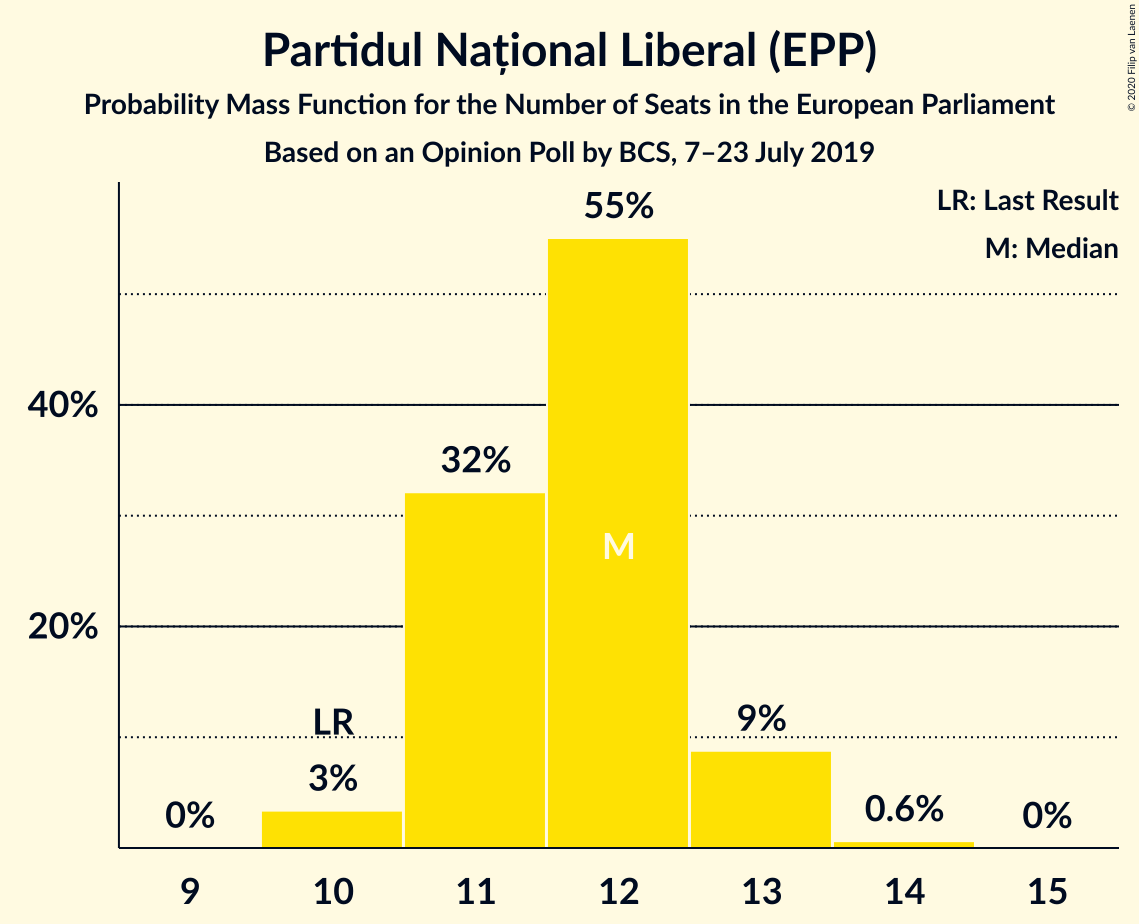 Partidul Național Liberal (EPP)
Probability Mass Function for the Number of Seats in the European Parliament
Based on an Opinion Poll by BCS, 7–23 July 2019
© 2020 Filip van Laenen
LR: Last Result
M: Median
55%
40%
32%
M
20%
LR
9%
3%
0%
0.6%
0%
9 10 11 12 13 14 15